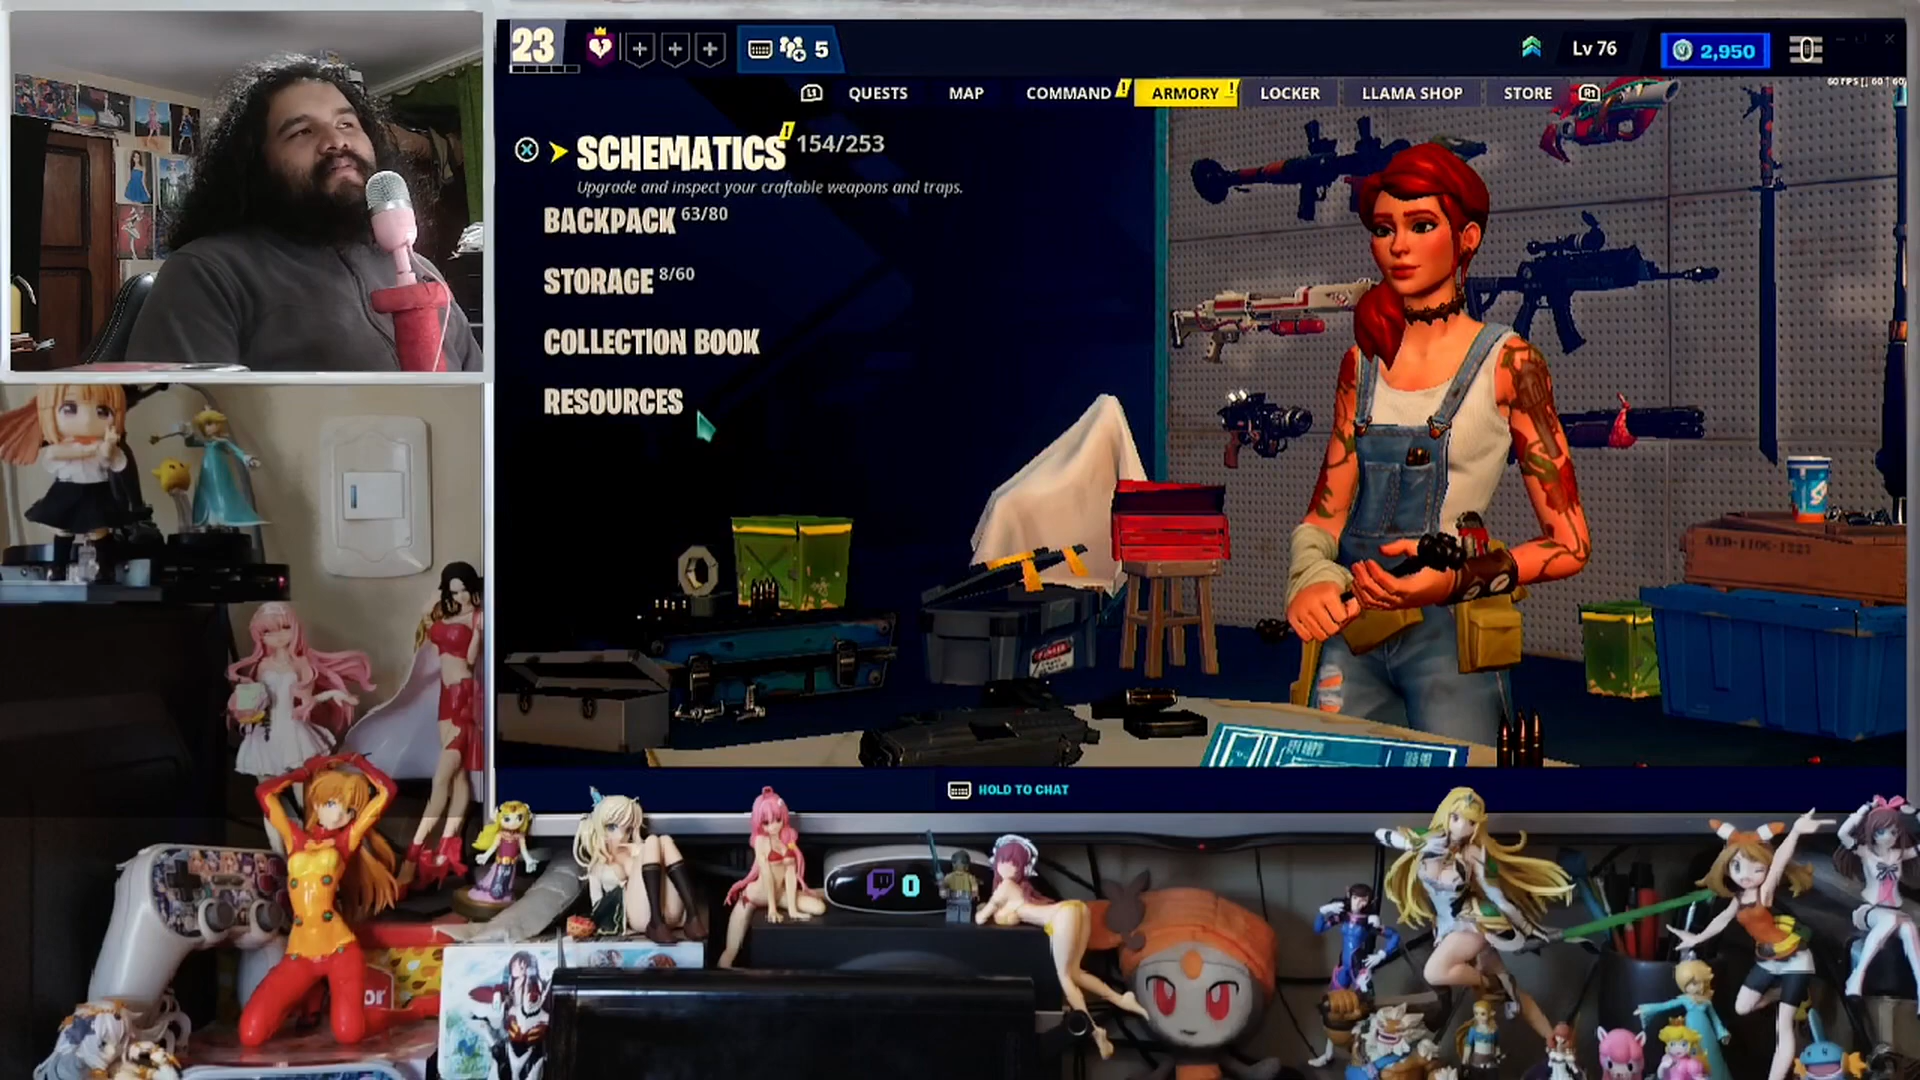 23
5
Lv 76
2,950
QUESTS
MAP
COMMAND
ARMORY
LOCKER
LLAMA SHOP
STORE
SCHEMATICS 154/253
Upgrade and inspect your craftable weapons and traps.
BACKPACK 63/80
STORAGE 8/60
COLLECTION BOOK
RESOURCES
HOLD TO CHAT
0